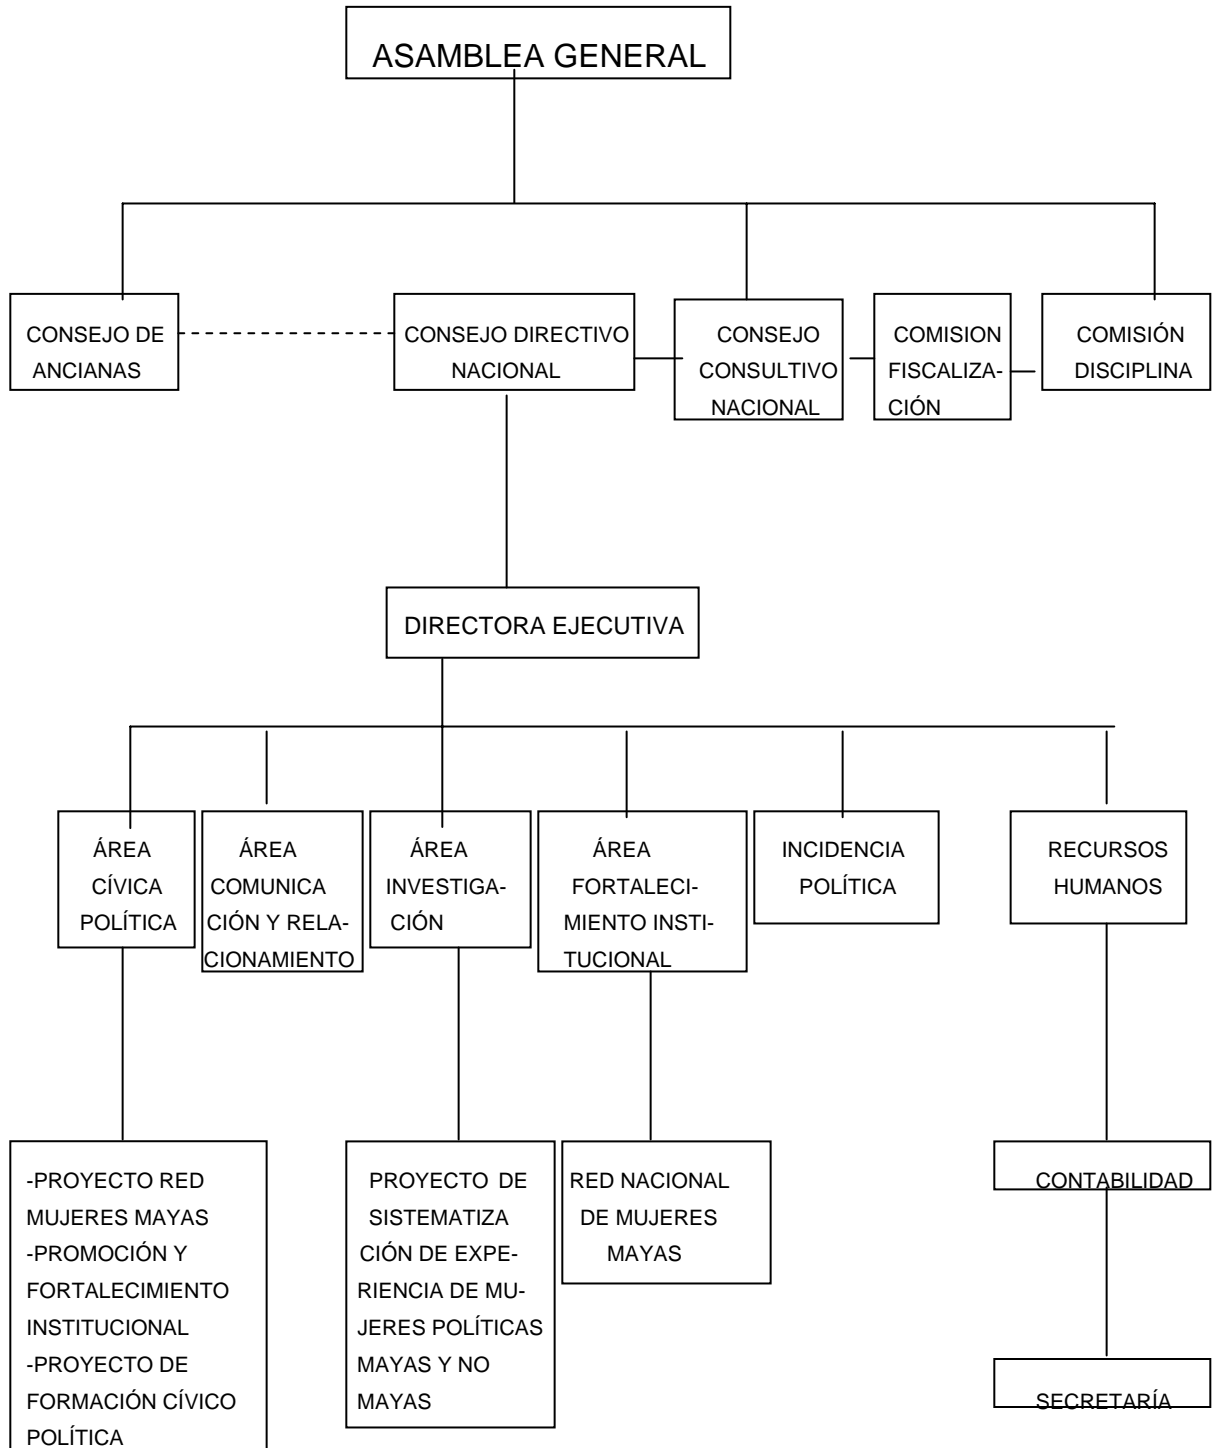 ASAMBLEA GENERAL
CONSEJO DE
ANCIANAS
CONSEJO DIRECTIVO
NACIONAL
CONSEJO
CONSULTIVO
NACIONAL
COMISION
FISCALIZA-
CIÓN
COMISIÓN
DISCIPLINA
DIRECTORA EJECUTIVA
ÁREA
CÍVICA
POLÍTICA
ÁREA
COMUNICA
CIÓN Y RELA-
CIONAMIENTO
ÁREA
INVESTIGA-
CIÓN
ÁREA
FORTALECI-
MIENTO INSTI-
TUCIONAL
INCIDENCIA
POLÍTICA
RECURSOS
HUMANOS
-PROYECTO RED
MUJERES MAYAS
-PROMOCIÓN Y
FORTALECIMIENTO
INSTITUCIONAL
-PROYECTO DE
FORMACIÓN CÍVICO
POLÍTICA
PROYECTO DE
SISTEMATIZA
CIÓN DE EXPE-
RIENCIA DE MU-
JERES POLÍTICAS
MAYAS Y NO
MAYAS
RED NACIONAL
DE MUJERES
MAYAS
CONTABILIDAD
SECRETARÍA